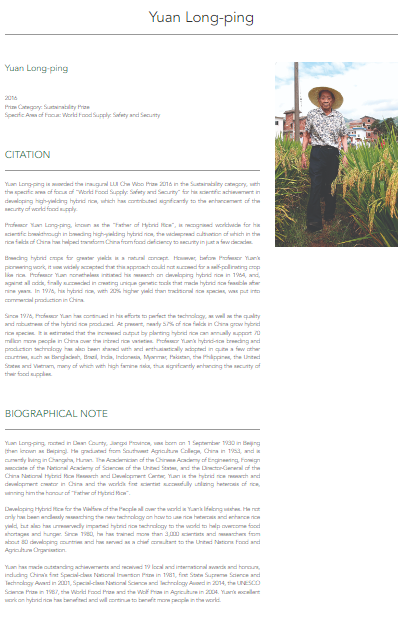 Yuan Long-ping
Yuan Long-ping
2016
Prize Category: Sustainability Prize
Specific Area of Focus: World Food Supply: Safety and Security
CITATION
Yuan Long-ping is awarded the inaugural LUI Che Woo Prize 2016 in the Sustainability category, with
the specific area of focus of "World Food Supply: Safety and Security" for his scientific achievement in
developing high-yielding hybrid rice, which has contributed significantly to the enhancement of the
security of world food supply.
Professor Yuan Long-ping, known as the "Father of Hybrid Rice", is recognised worldwide for his
scientific breakthrough in breeding high-yielding hybrid rice, the widespread cultivation of which in the
rice fields of China has helped transform China from food deficiency to security in just a few decades.
Breeding hybrid crops for greater yields is a natural concept. However, before Professor Yuan's
pioneering work, it was widely accepted that this approach could not succeed for a self-pollinating crop
like rice. Professor Yuan nonetheless initiated his research on developing hybrid rice in 1964, and,
against all odds, finally succeeded in creating unique genetic tools that made hybrid rice feasible after
nine years. In 1976, his hybrid rice, with 20% higher yield than traditional rice species, was put into
commercial production in China.
Since 1976, Professor Yuan has continued in his efforts to perfect the technology, as well as the quality
and robustness of the hybrid rice produced. At present, nearly 57% of rice fields in China grow hybrid
rice species. It is estimated that the increased output by planting hybrid rice can annually support 70
million more people in China over the inbred rice varieties. Professor Yuan's hybrid-rice breeding and
production technology has also been shared with and enthusiastically adopted in quite a few other
countries, such as Bangladesh, Brazil, India, Indonesia, Myanmar, Pakistan, the Philippines, the United
States and Vietnam, many of which with high famine risks, thus significantly enhancing the security of
their food supplies.
BIOGRAPHICAL NOTE
Yuan Long-ping, rooted in Dean County, Jiangxi Province, was born on 1 September 1930 in Beijing
(then known as Beiping). He graduated from Southwest Agriculture College, China in 1953, and is
currently living in Changsha, Hunan. The Academician of the Chinese Academy of Engineering, Foreign
associate of the National Academy of Sciences of the United States, and the Director-General of the
China National Hybrid Rice Research and Development Center, Yuan is the hybrid rice research and
development creator in China and the world's first scientist successfully utilizing heterosis of rice,
winning him the honour of "Father of Hybrid Rice".
Developing Hybrid Rice for the Welfare of the People all over the world is Yuan's lifelong wishes. He not
only has been endlessly researching the new technology on how to use rice heterosis and enhance rice
yield, but also has unreservedly imparted hybrid rice technology to the world to help overcome food
shortages and hunger. Since 1980, he has trained more than 3,000 scientists and researchers from
about 80 developing countries and has served as a chief consultant to the United Nations Food and
Agriculture Organisation.
Yuan has made outstanding achievements and received 19 local and international awards and honours,
including China's first Special-class National Invention Prize in 1981, first State Supreme Science and
Technology Award in 2001, Special-class National Science and Technology Award in 2014, the UNESCO
Science Prize in 1987, the World Food Prize and the Wolf Prize in Agriculture in 2004. Yuan's excellent
work on hybrid rice has benefited and will continue to benefit more people in the world.